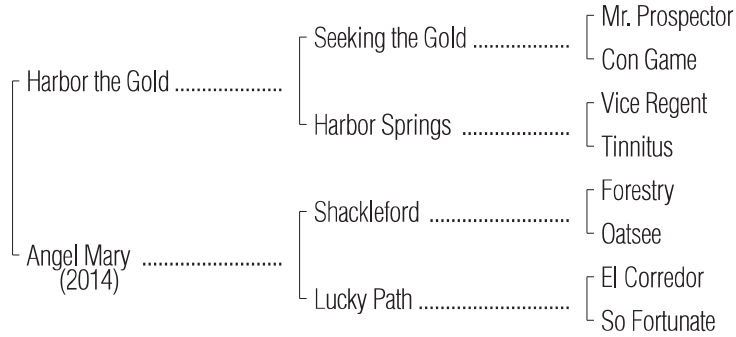 Mr. Prospector
Seeking the Gold ..................
Con Game
Harbor the Gold ....................
Vice Regent
Harbor Springs ....................
Tinnitus
Forestry
Shackleford ..........................
Oatsee
Angel Mary ..........................
(2014)
El Corredor
Lucky Path ............................
So Fortunate